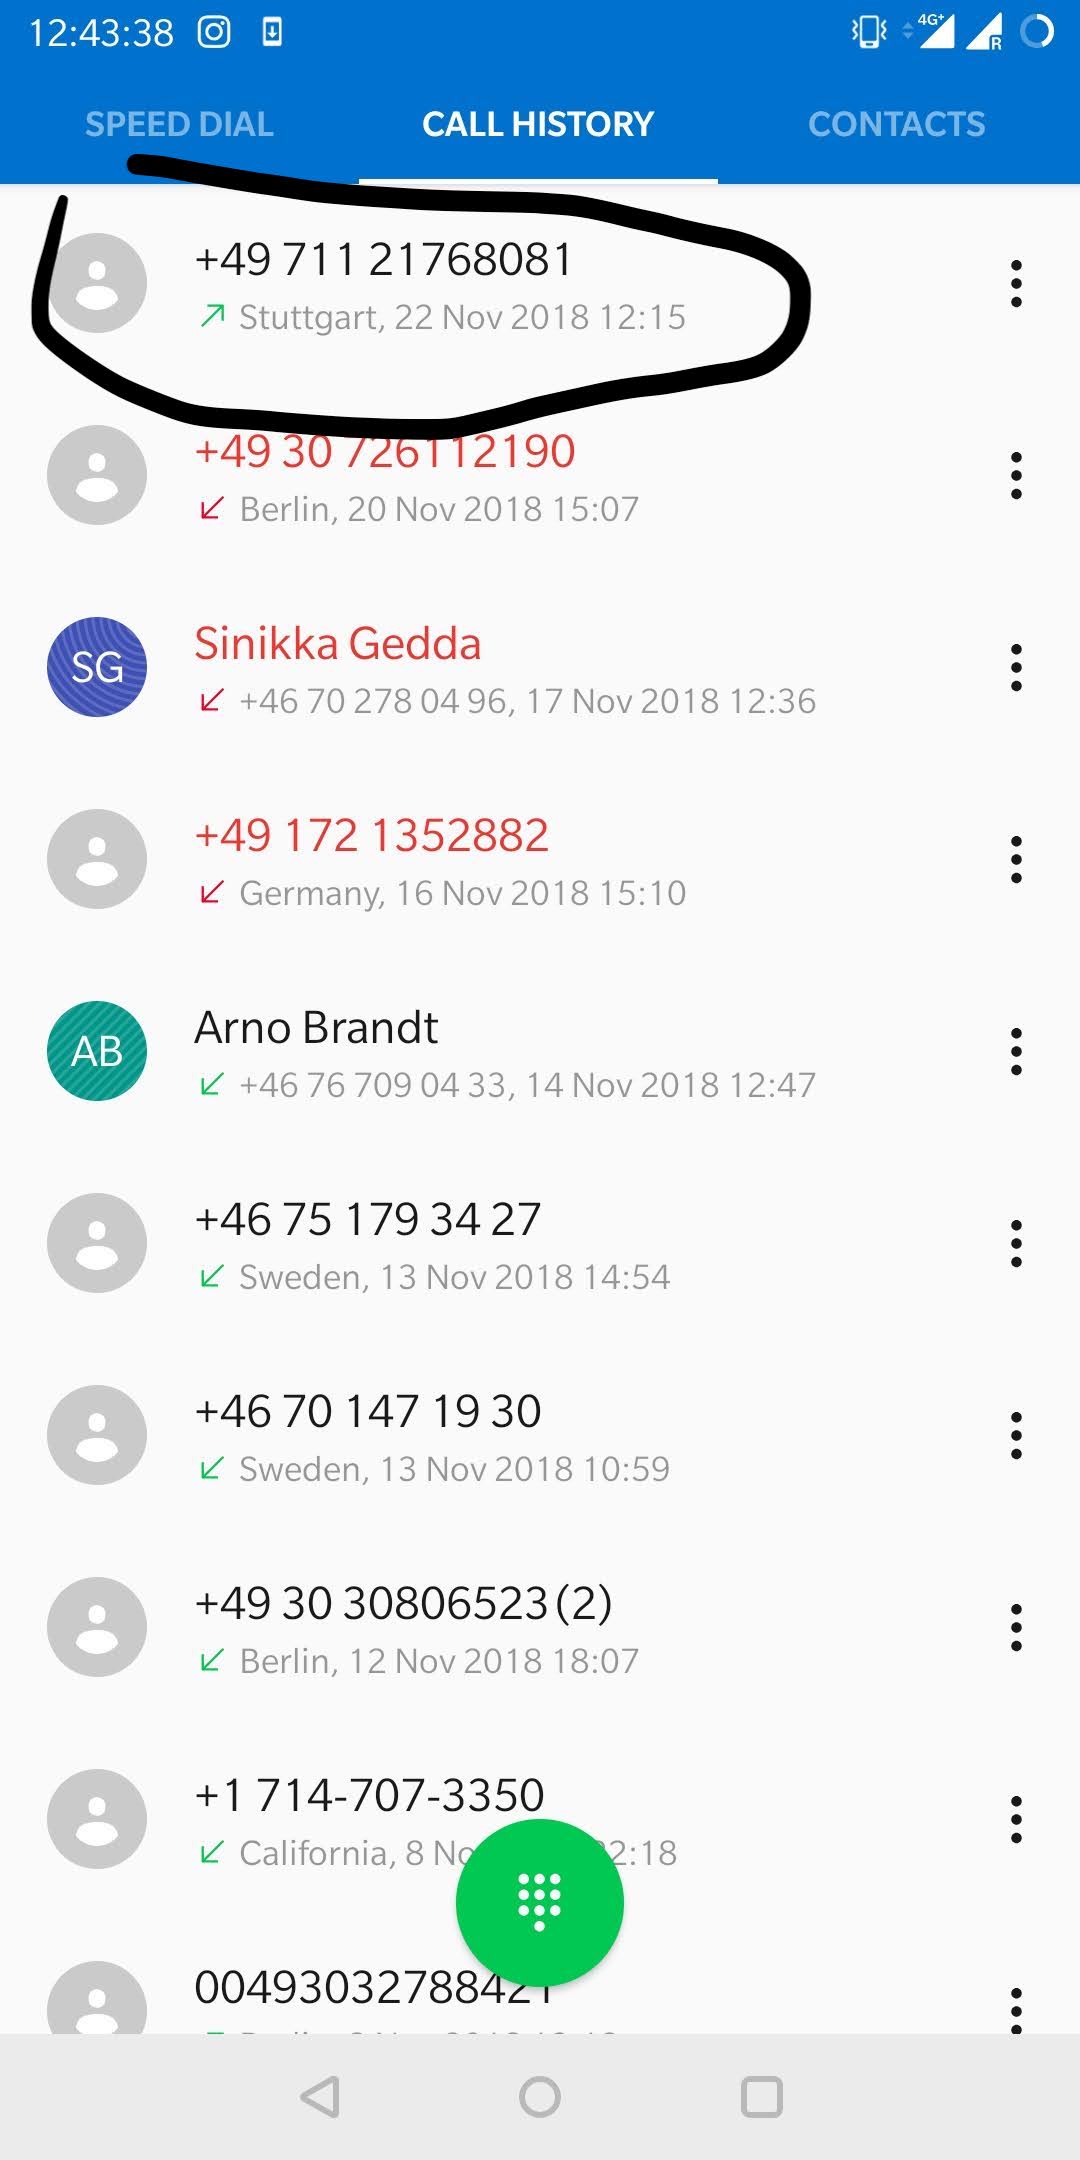 12:43:38 4G+ R
SPEED DIAL CALL HISTORY CONTACTS
+49 711 21768081
Stuttgart, 22 Nov 2018 12:15
+49 30 726112190
Berlin, 20 Nov 2018 15:07
SG
Sinikka Gedda
+46 70 278 04 96, 17 Nov 2018 12:36
+49 172 1352882
Germany, 16 Nov 2018 15:10
AB
Arno Brandt
+46 76 709 04 33, 14 Nov 2018 12:47
+46 75 179 34 27
Sweden, 13 Nov 2018 14:54
+46 70 147 19 30
Sweden, 13 Nov 2018 10:59
+49 30 30806523 (2)
Berlin, 12 Nov 2018 18:07
+1 714-707-3350
California, 8 No 2:18
00493032788421